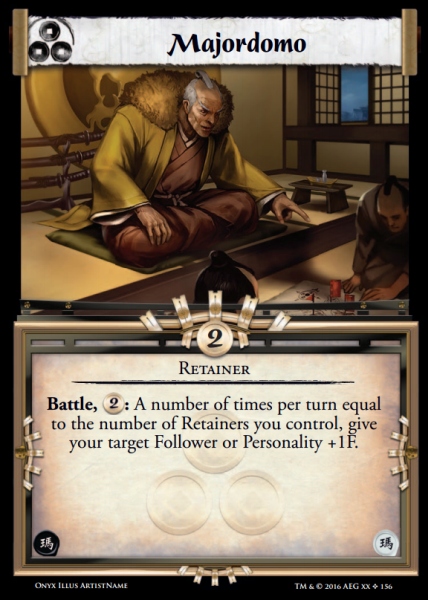 Majordomo
2
RETAINER
Battle, 2: A number of times per turn equal
to the number of Retainers you control, give
your target Follower or Personality +1F.
瑪 瑪
ONYX ILLUS ARTISTNAME TM & © 2016 AEG XX ❖ 156